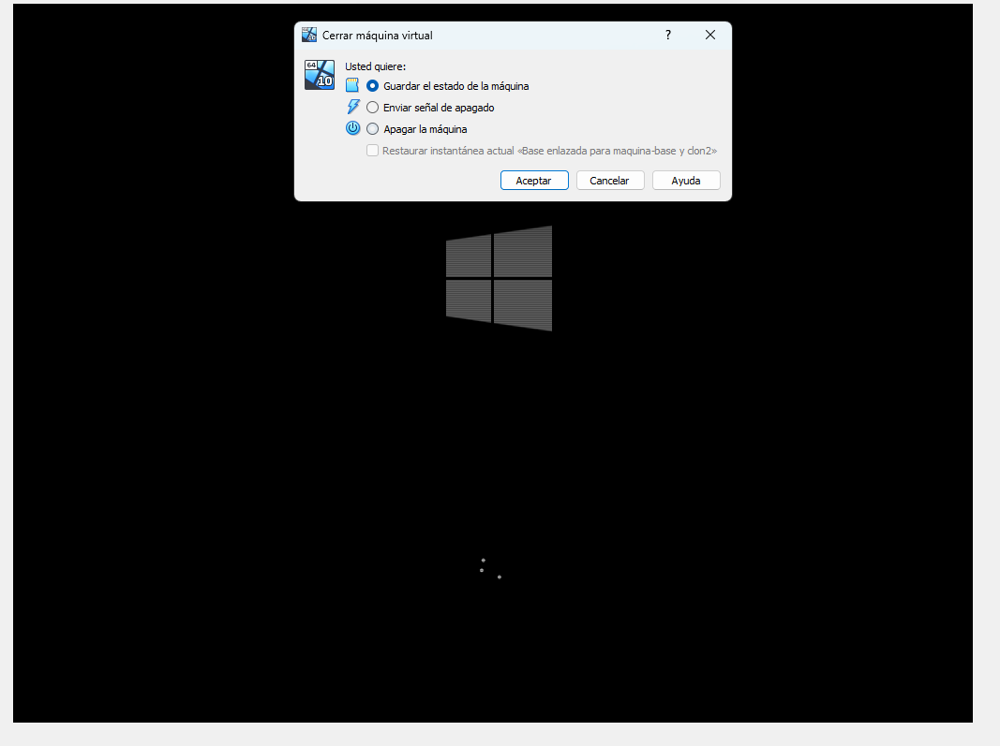 Cerrar máquina virtual
?
64
10
Usted quiere:
Guardar el estado de la máquina
Enviar señal de apagado
Apagar la máquina
Restaurar instantánea actual «Base enlazada para maquina-base y clon2»
Aceptar
Cancelar
Ayuda